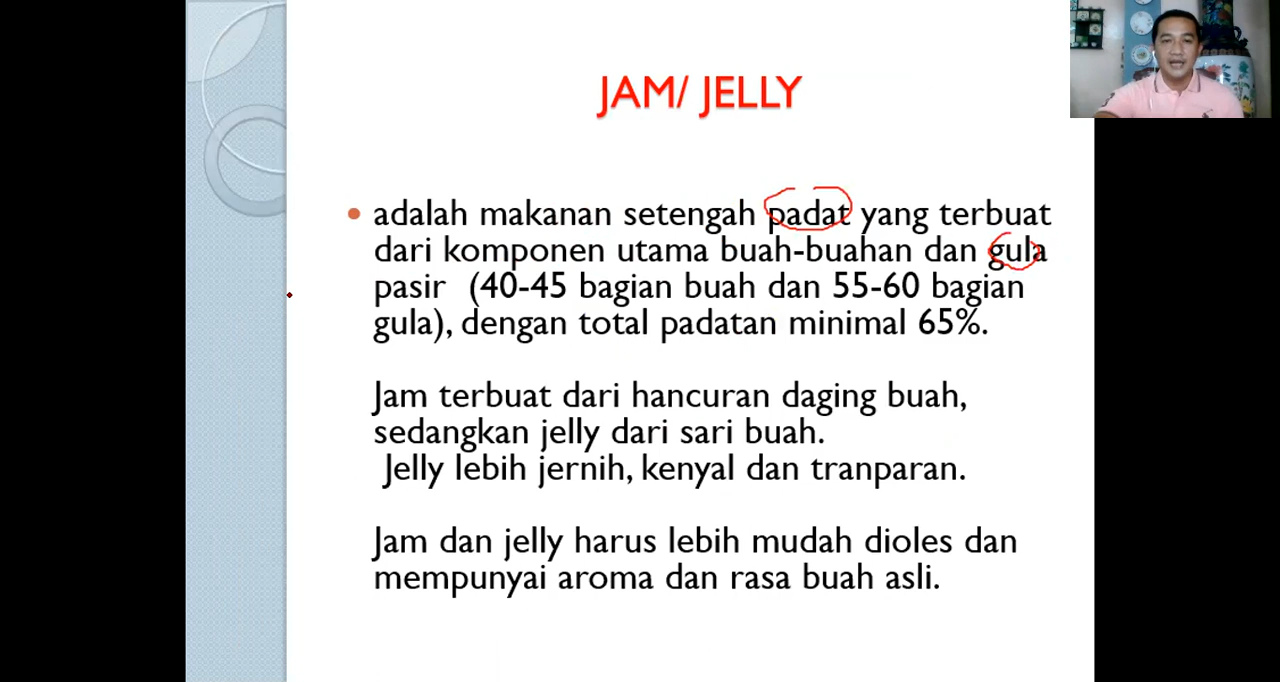 JAM/ JELLY
adalah makanan setengah padat yang terbuat
dari komponen utama buah-buahan dan gula
pasir (40-45 bagian buah dan 55-60 bagian
gula), dengan total padatan minimal 65%.
Jam terbuat dari hancuran daging buah,
sedangkan jelly dari sari buah.
Jelly lebih jernih, kenyal dan tranparan.
Jam dan jelly harus lebih mudah dioles dan
mempunyai aroma dan rasa buah asli.